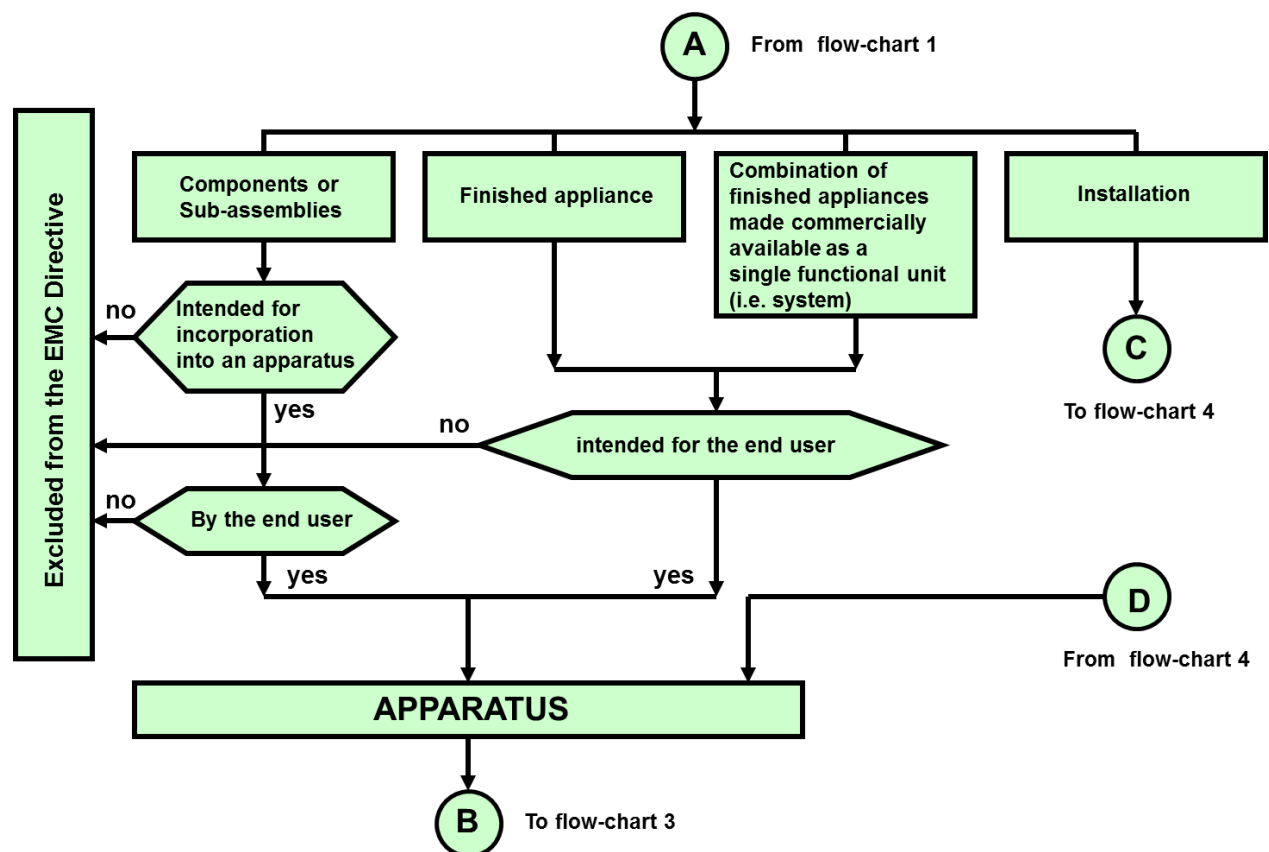 A
From flow-chart 1
Excluded from the EMC Directive
Components or
Sub-assemblies
Finished appliance
Combination of
finished appliances
made commercially
available as a
single functional unit
(i.e. system)
Installation
no
Intended for
incorporation
into an apparatus
C
yes
To flow-chart 4
no
intended for the end user
no
By the end user
yes
yes
D
From flow-chart 4
APPARATUS
B
To flow-chart 3